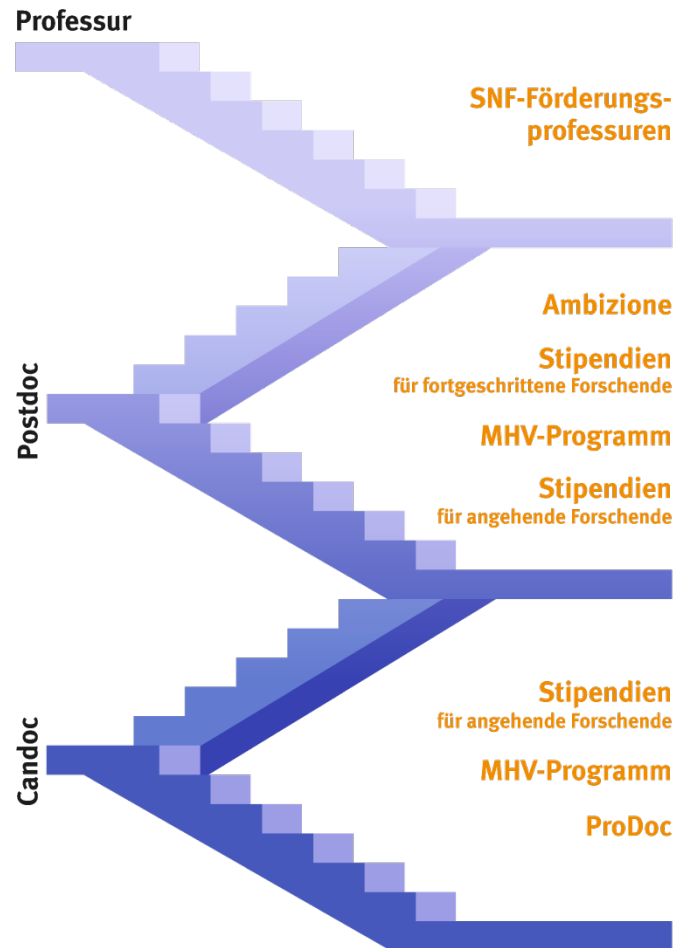 Professur
SNF-Förderungs-
professuren
Ambizione
Stipendien
für fortgeschrittene Forschende
Postdoc
MHV-Programm
Stipendien
für angehende Forschende
Stipendien
für angehende Forschende
Candoc
MHV-Programm
ProDoc